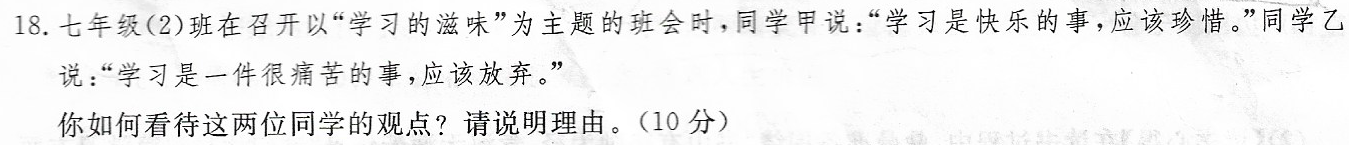 18. 七年级(2)班在召开以“学习的滋味”为主题的班会时,同学甲说:“学习是快乐的事,应该珍惜。”同学乙
说:“学习是一件很痛苦的事,应该放弃。”
你如何看待这两位同学的观点？请说明理由。(10 分)